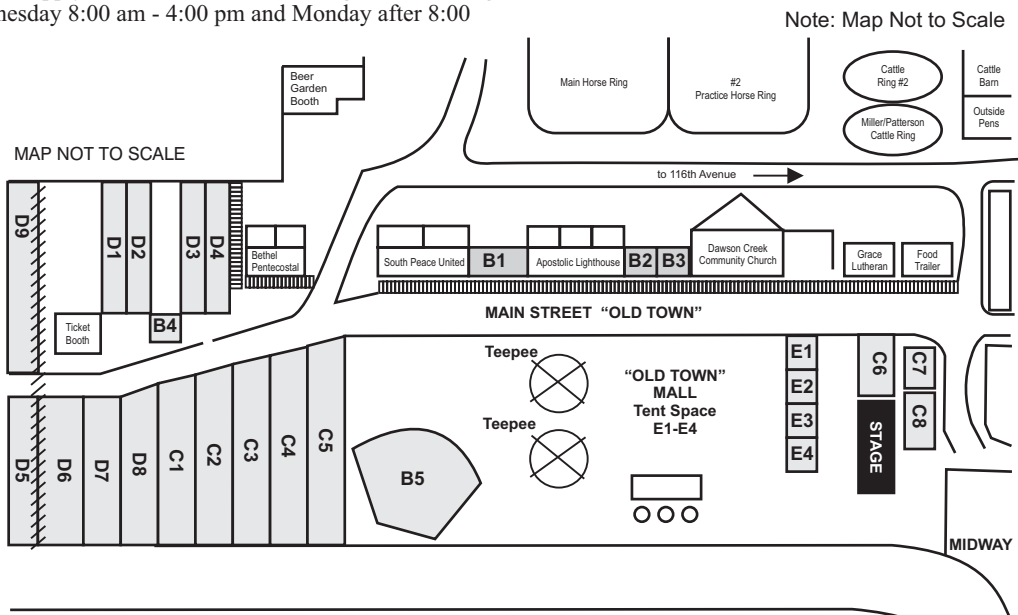 nesday 8:00 am - 4:00 pm and Monday after 8:00
Note: Map Not to Scale
Beer
Garden
Booth
Main Horse Ring
#2
Practice Horse Ring
Cattle
Ring #2
Cattle
Barn
Miller/Patterson
Cattle Ring
Outside
Pens
MAP NOT TO SCALE
to 116th Avenue
D9
D1
D2
D3
D4
Bethel
Pentecostal
South Peace United
B1
Apostolic Lighthouse
B2
B3
Dawson Creek
Community Church
Grace
Lutheran
Food
Trailer
MAIN STREET “OLD TOWN”
Ticket
Booth
B4
Teepee
Teepee
“OLD TOWN”
MALL
Tent Space
E1-E4
E1
E2
E3
E4
C6
C7
C8
STAGE
D5
D6
D7
D8
C1
C2
C3
C4
C5
B5
MIDWAY